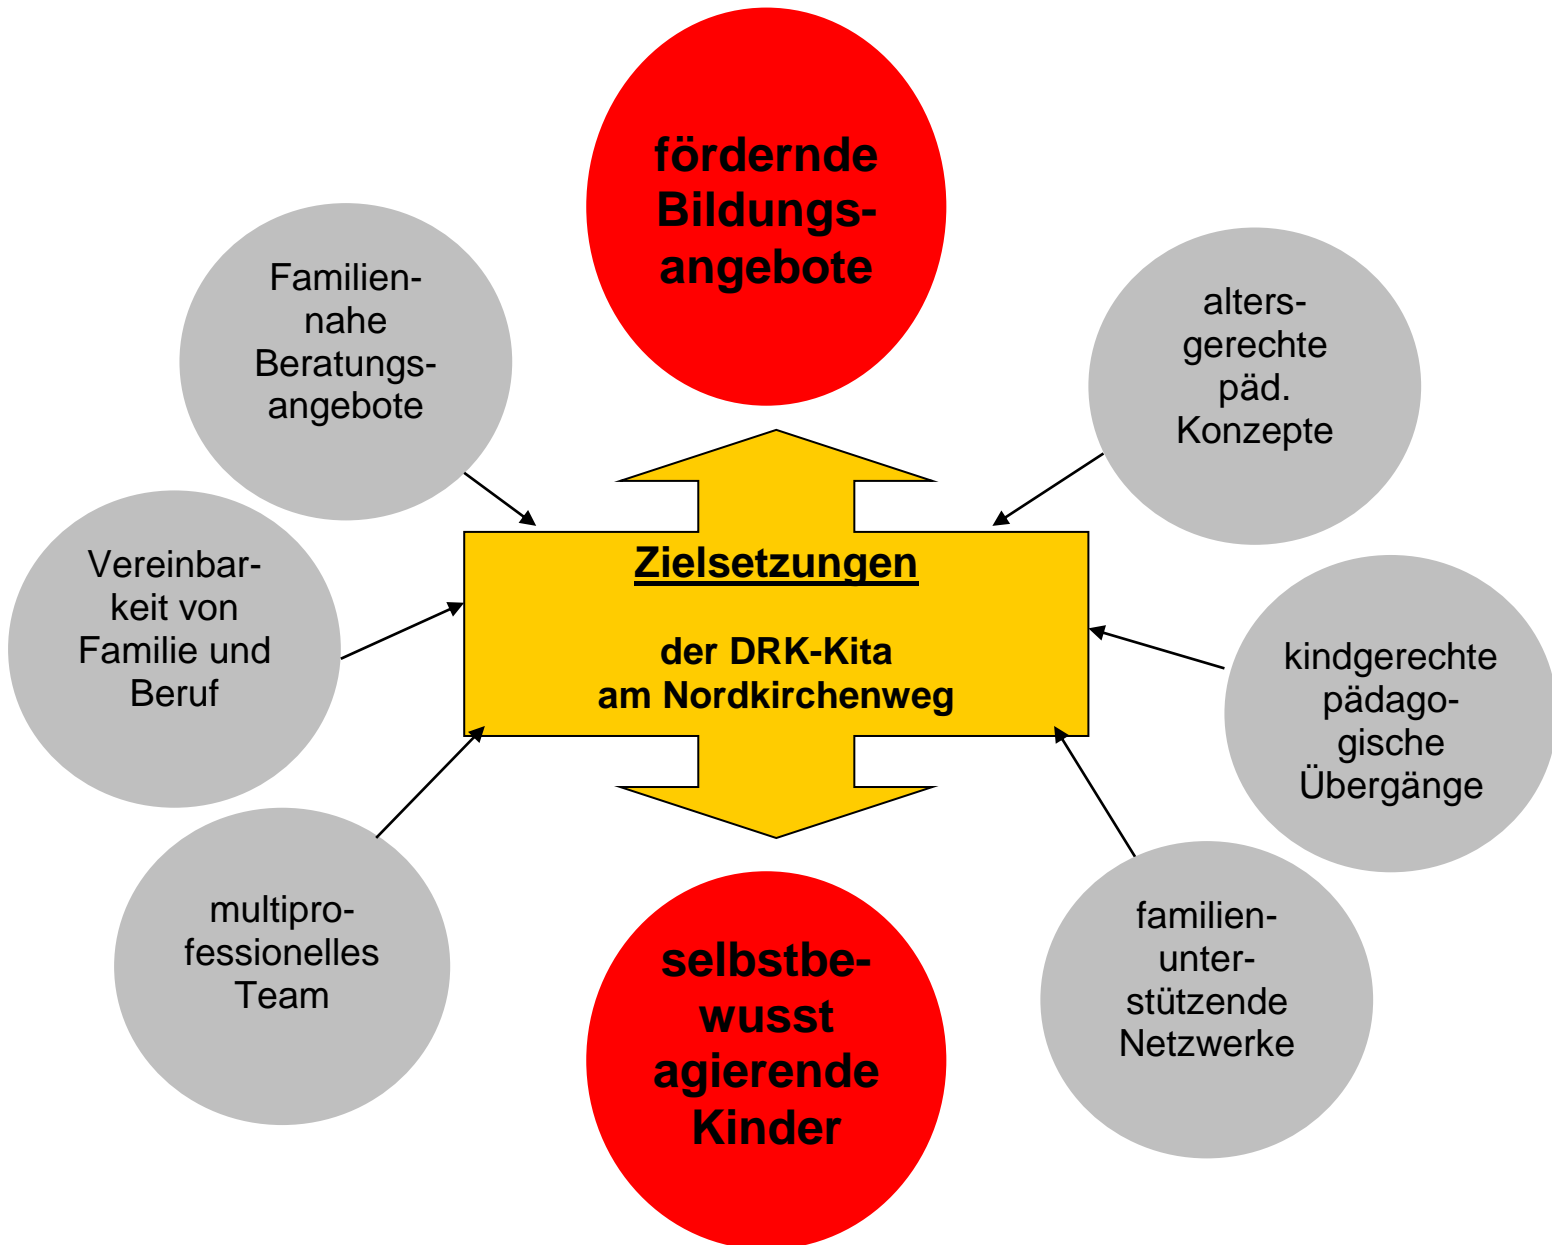 fördernde
Bildungs-
angebote
Familien-
nahe
Beratungs-
angebote
alters-
gerechte
päd.
Konzepte
Vereinbar-
keit von
Familie und
Beruf
Zielsetzungen
der DRK-Kita
am Nordkirchenweg
kindgerechte
pädago-
gische
Übergänge
multipro-
fessionelles
Team
selbstbe-
wusst
agierende
Kinder
familien-
unter-
stützende
Netzwerke